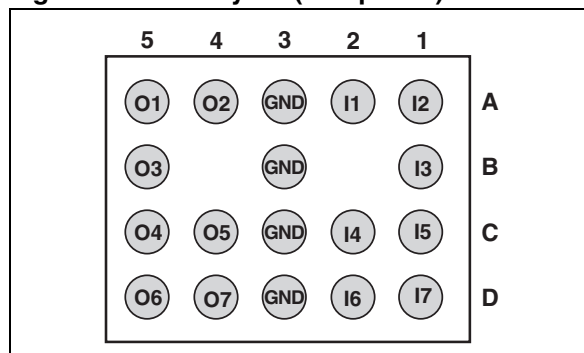 5 4 3 2 1
O1 O2 GND I1 I2 A
O3 GND I3 B
O4 O5 GND I4 I5 C
O6 O7 GND I6 I7 D